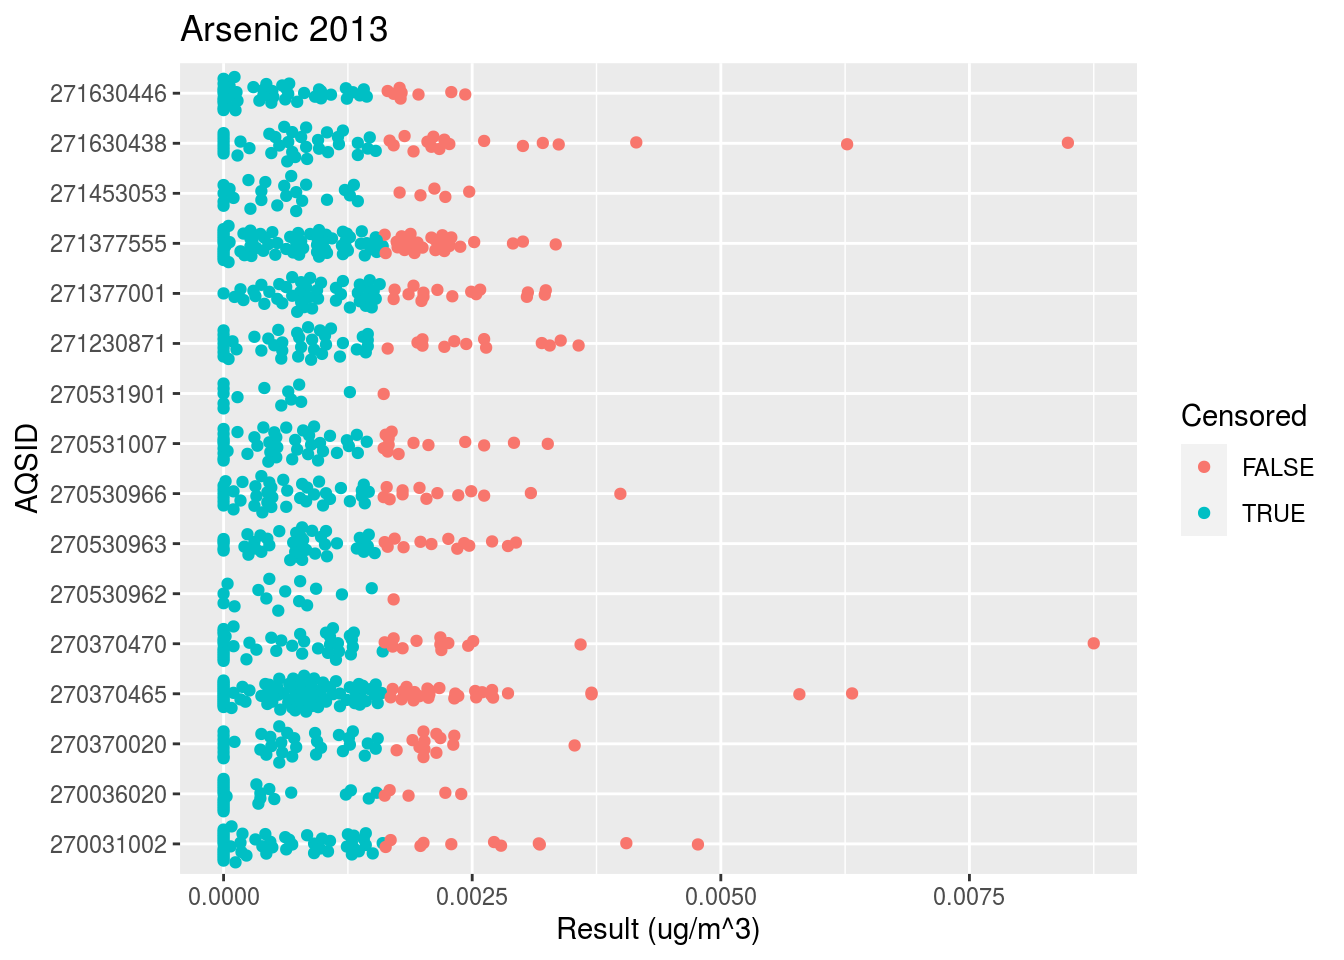 Arsenic 2013
271630446
271630438
271453053
271377555
271377001
271230871
270531901
270531007
270530966
270530963
270530962
270370470
270370465
270370020
270036020
270031002
AQSID
0.0000 0.0025 0.0050 0.0075
Result (ug/m^3)
Censored
FALSE
TRUE